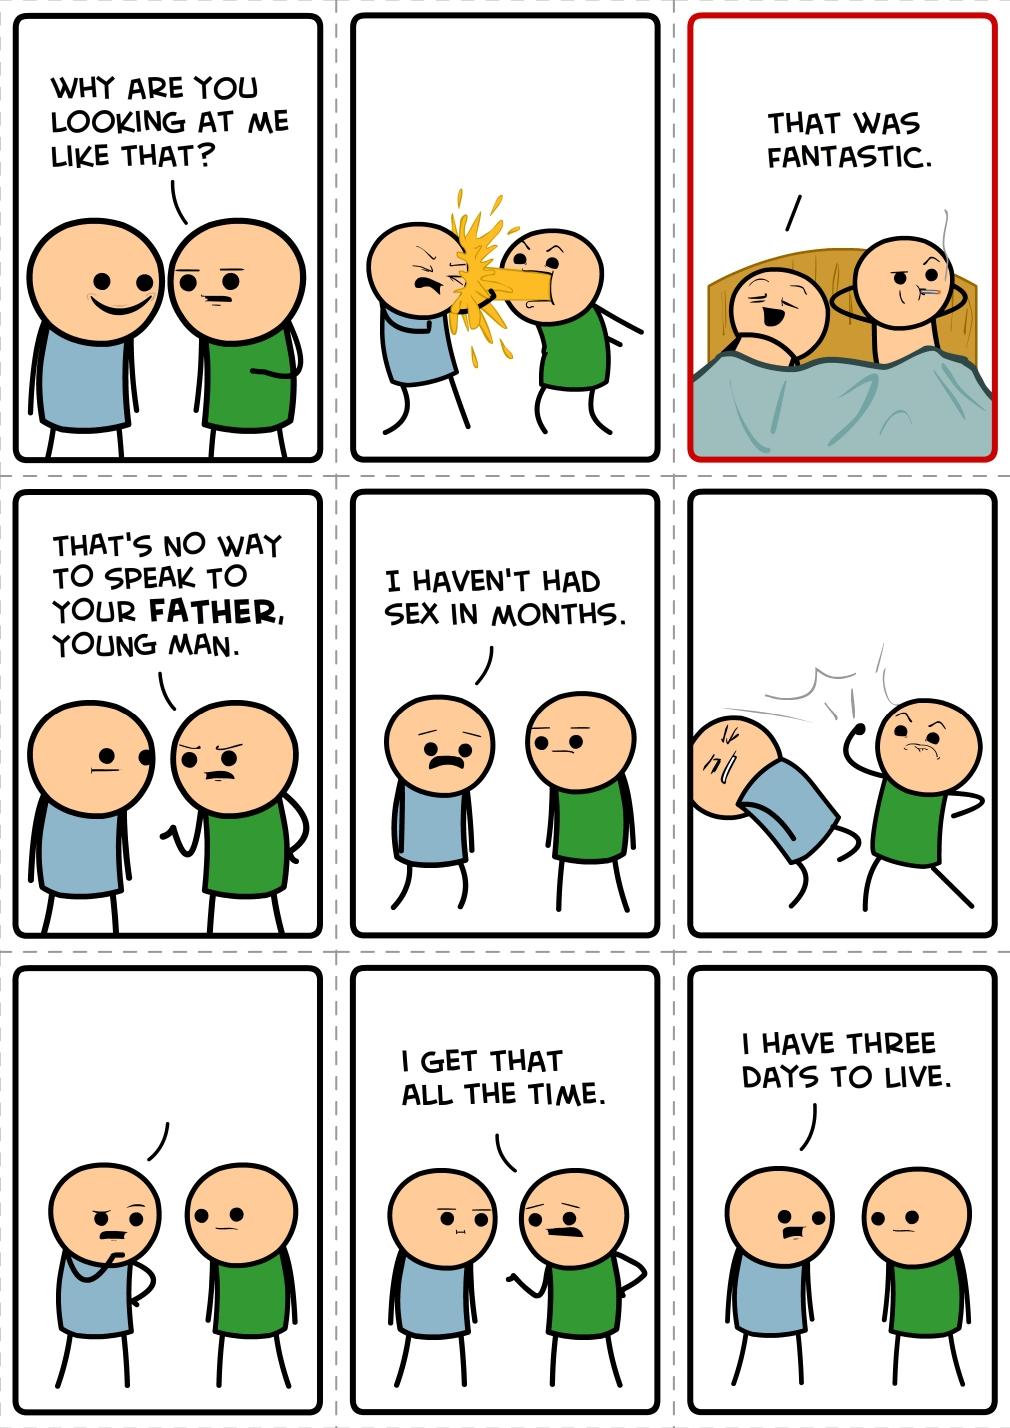 WHY ARE YOU
LOOKING AT ME
LIKE THAT?
THAT WAS
FANTASTIC.
THAT'S NO WAY
TO SPEAK TO
YOUR FATHER,
YOUNG MAN.
I HAVEN'T HAD
SEX IN MONTHS.
I GET THAT
ALL THE TIME.
I HAVE THREE
DAYS TO LIVE.